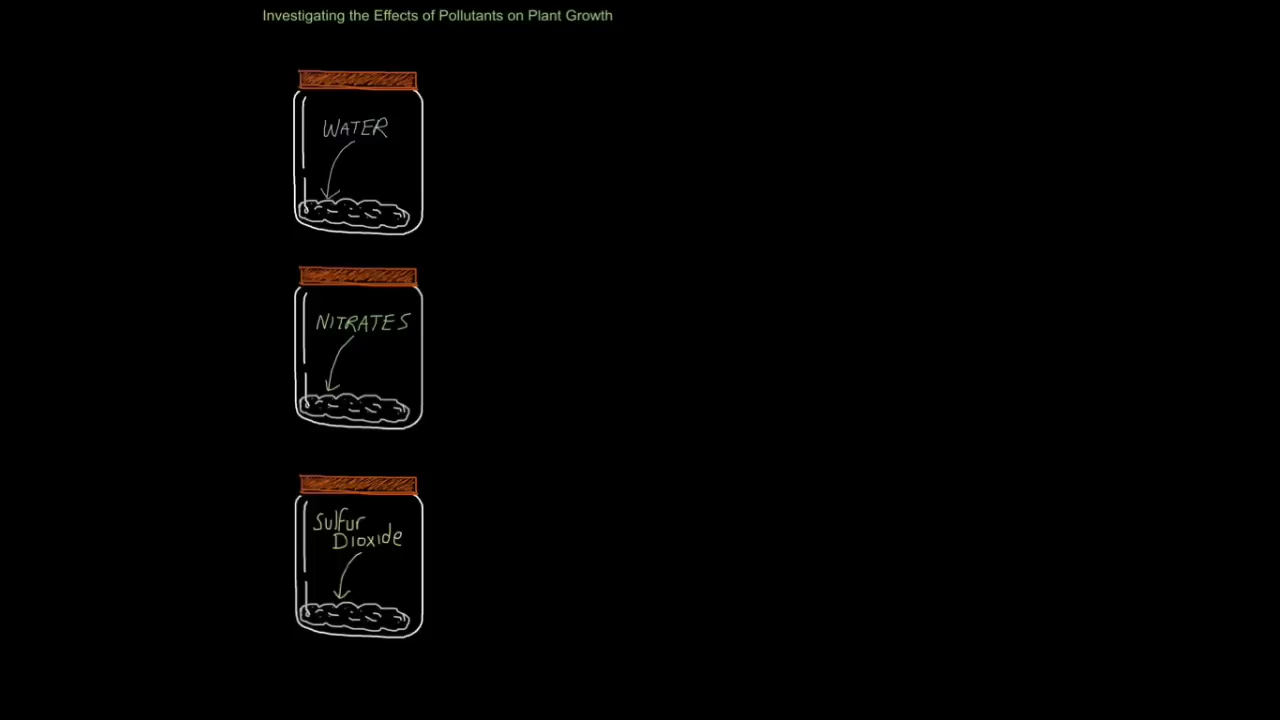 Investigating the Effects of Pollutants on Plant Growth
WATER
NITRATES
Sulfur
Dioxide